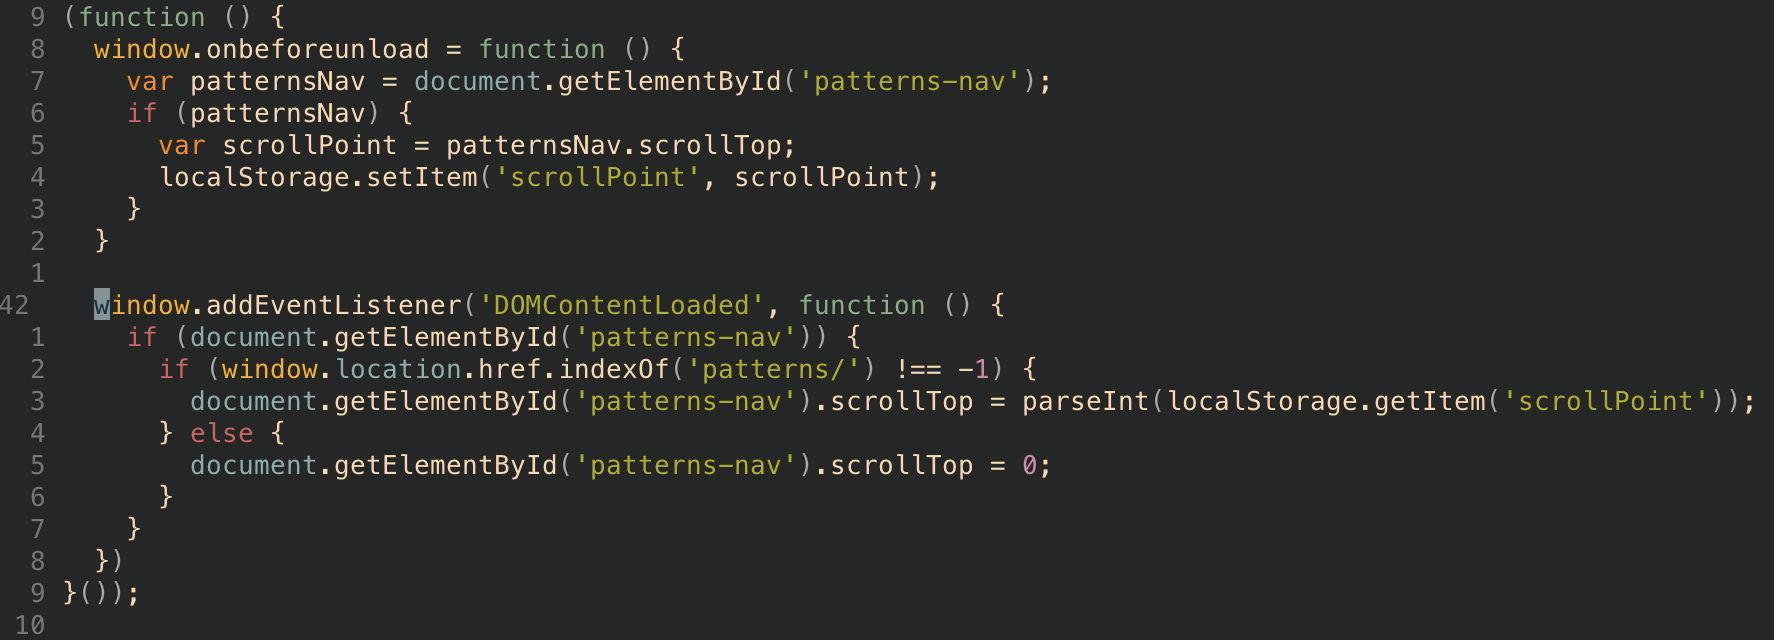 9 (function () {
8   window.onbeforeunload = function () {
7     var patternsNav = document.getElementById('patterns-nav');
6     if (patternsNav) {
5       var scrollPoint = patternsNav.scrollTop;
4       localStorage.setItem('scrollPoint', scrollPoint);
3     }
2   }
1
42   window.addEventListener('DOMContentLoaded', function () {
1     if (document.getElementById('patterns-nav')) {
2       if (window.location.href.indexOf('patterns/') !== -1) {
3         document.getElementById('patterns-nav').scrollTop = parseInt(localStorage.getItem('scrollPoint'));
4       } else {
5         document.getElementById('patterns-nav').scrollTop = 0;
6       }
7     }
8   })
9 }());
10